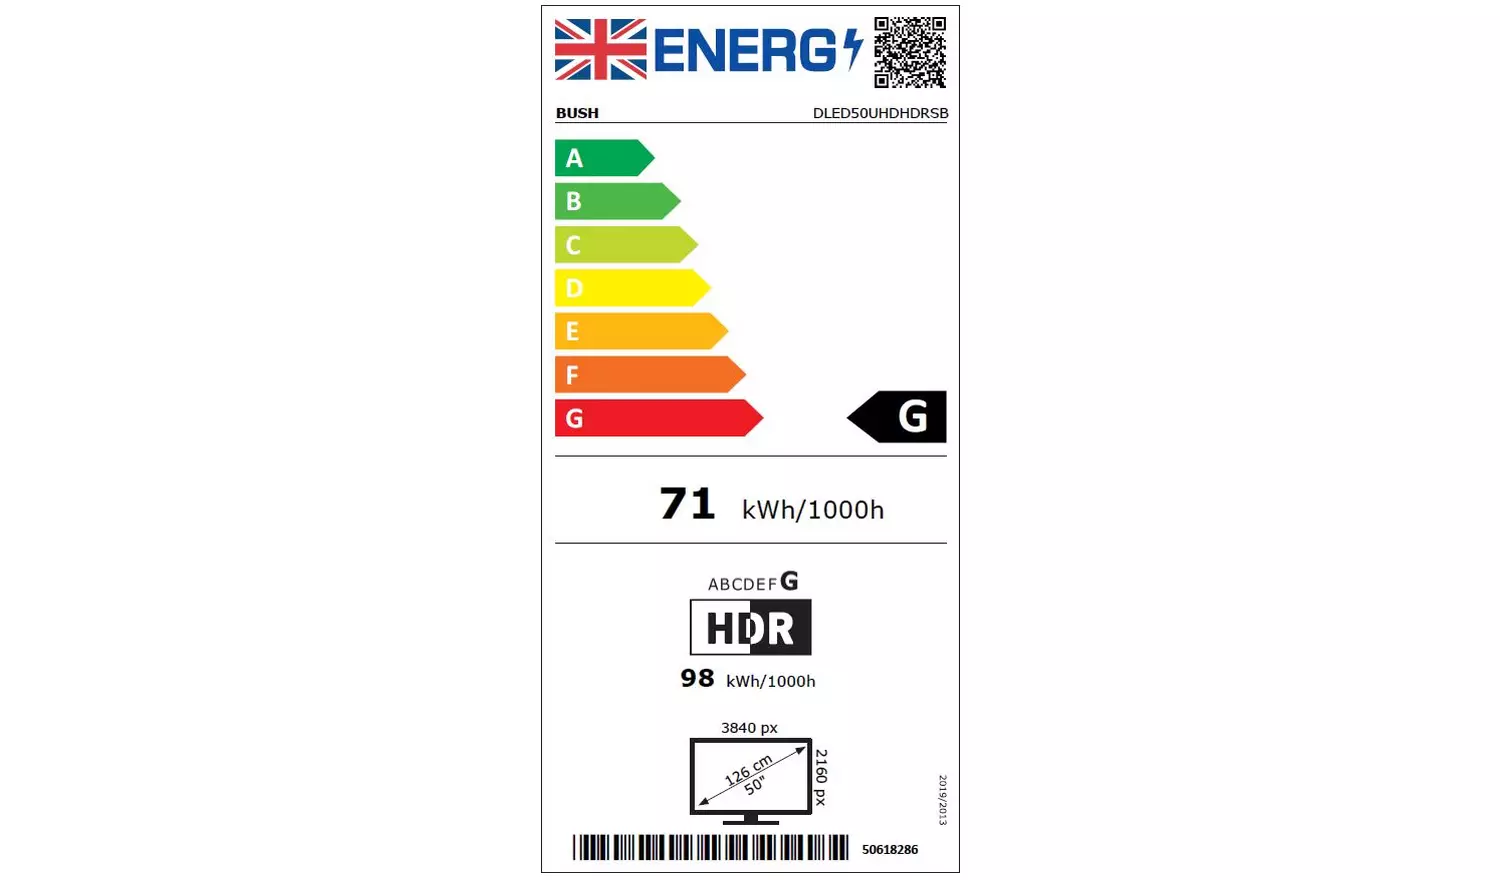 ENERG
BUSH DLED50UHDHDRSB
A
B
C
D
E
F
G
G
71 kWh/1000h
ABCDEFG
HDR
98 kWh/1000h
3840 px
2160 px
126 cm
50"
2019/2013
50618286